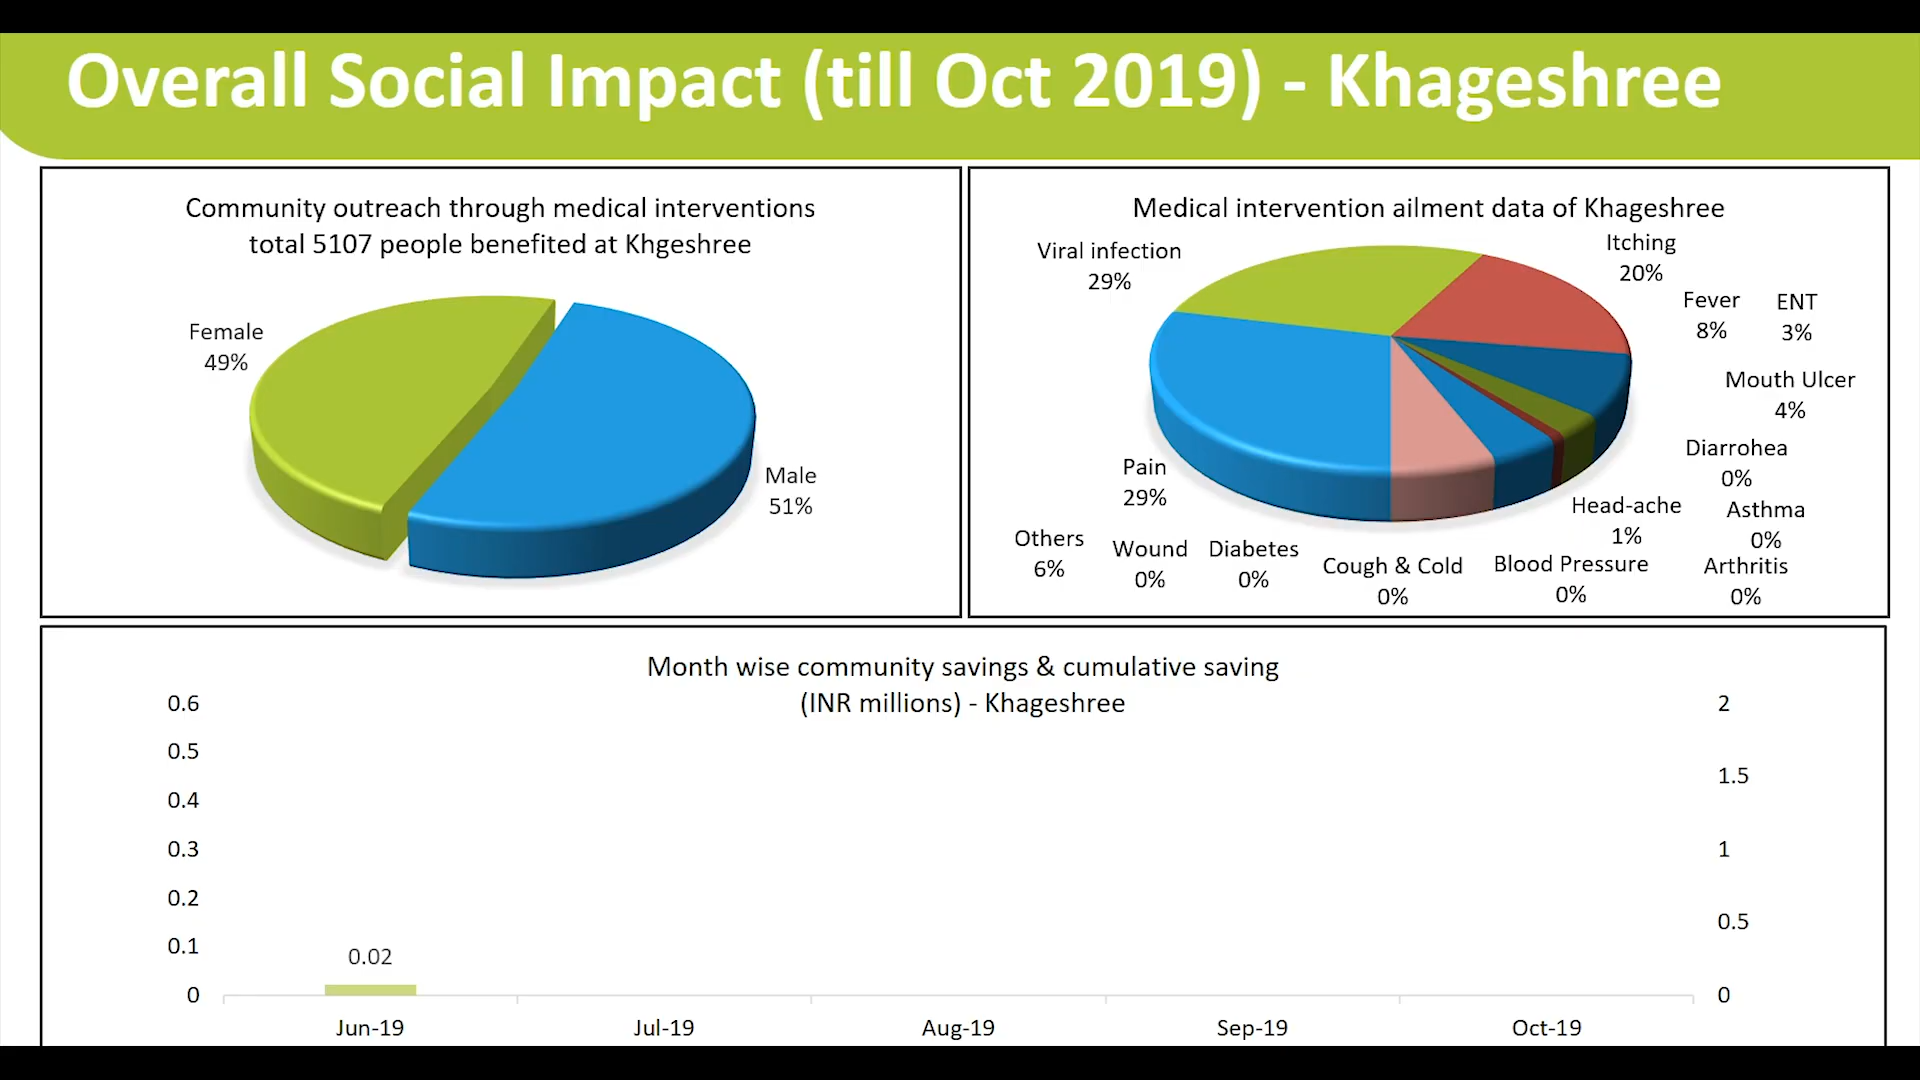 Overall Social Impact (till Oct 2019) - Khageshree
Community outreach through medical interventions
total 5107 people benefited at Khgeshree
Female
49%
Male
51%
Medical intervention ailment data of Khageshree
Viral infection
29%
Itching
20%
Fever
8%
ENT
3%
Mouth Ulcer
4%
Diarrohea
0%
Head-ache
1%
Asthma
0%
Pain
29%
Others
6%
Wound
0%
Diabetes
0%
Cough & Cold
0%
Blood Pressure
0%
Arthritis
0%
Month wise community savings & cumulative saving
(INR millions) - Khageshree
0.6
0.5
0.4
0.3
0.2
0.1
0
2
1.5
1
0.5
0
0.02
Jun-19
Jul-19
Aug-19
Sep-19
Oct-19